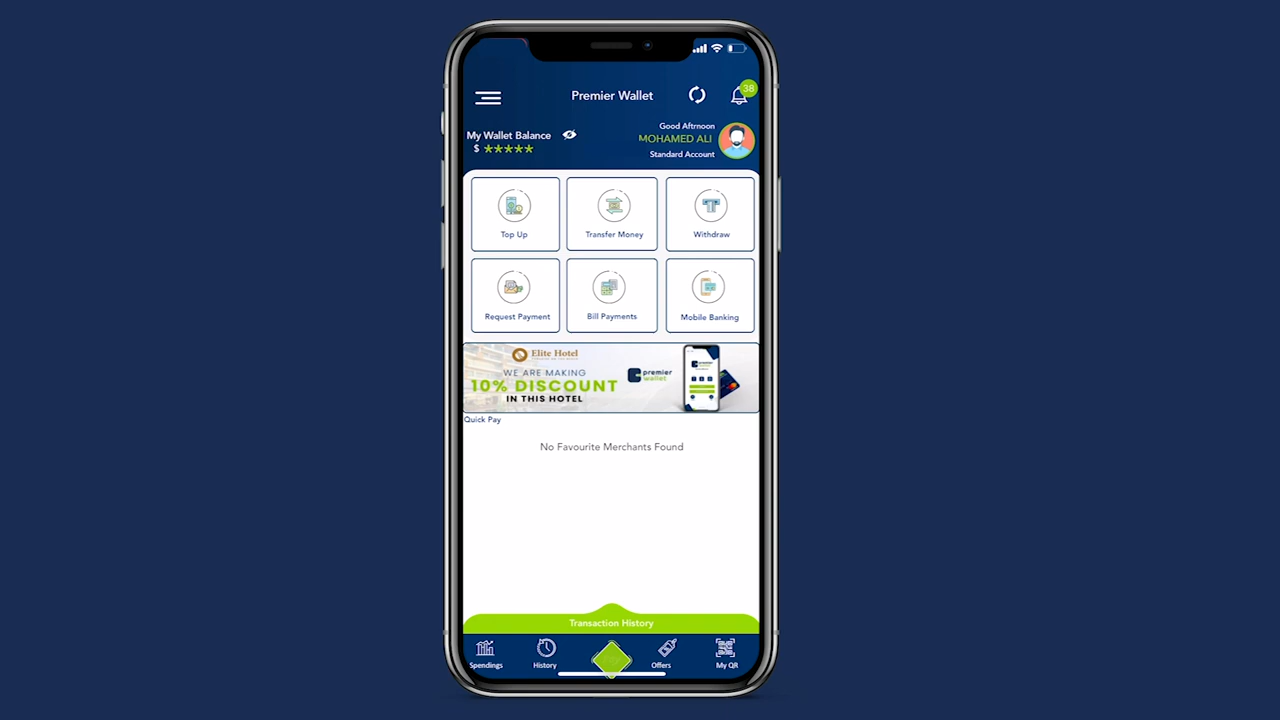 Premier Wallet
38
My Wallet Balance
$ *****
Good Aftrnoon
MOHAMED ALI
Standard Account
Top Up
Transfer Money
Withdraw
Request Payment
Bill Payments
Mobile Banking
Elite Hotel
WE ARE MAKING
10% DISCOUNT
IN THIS HOTEL
premier
wallet
Quick Pay
No Favourite Merchants Found
Transaction History
Spendings
History
Offers
My QR